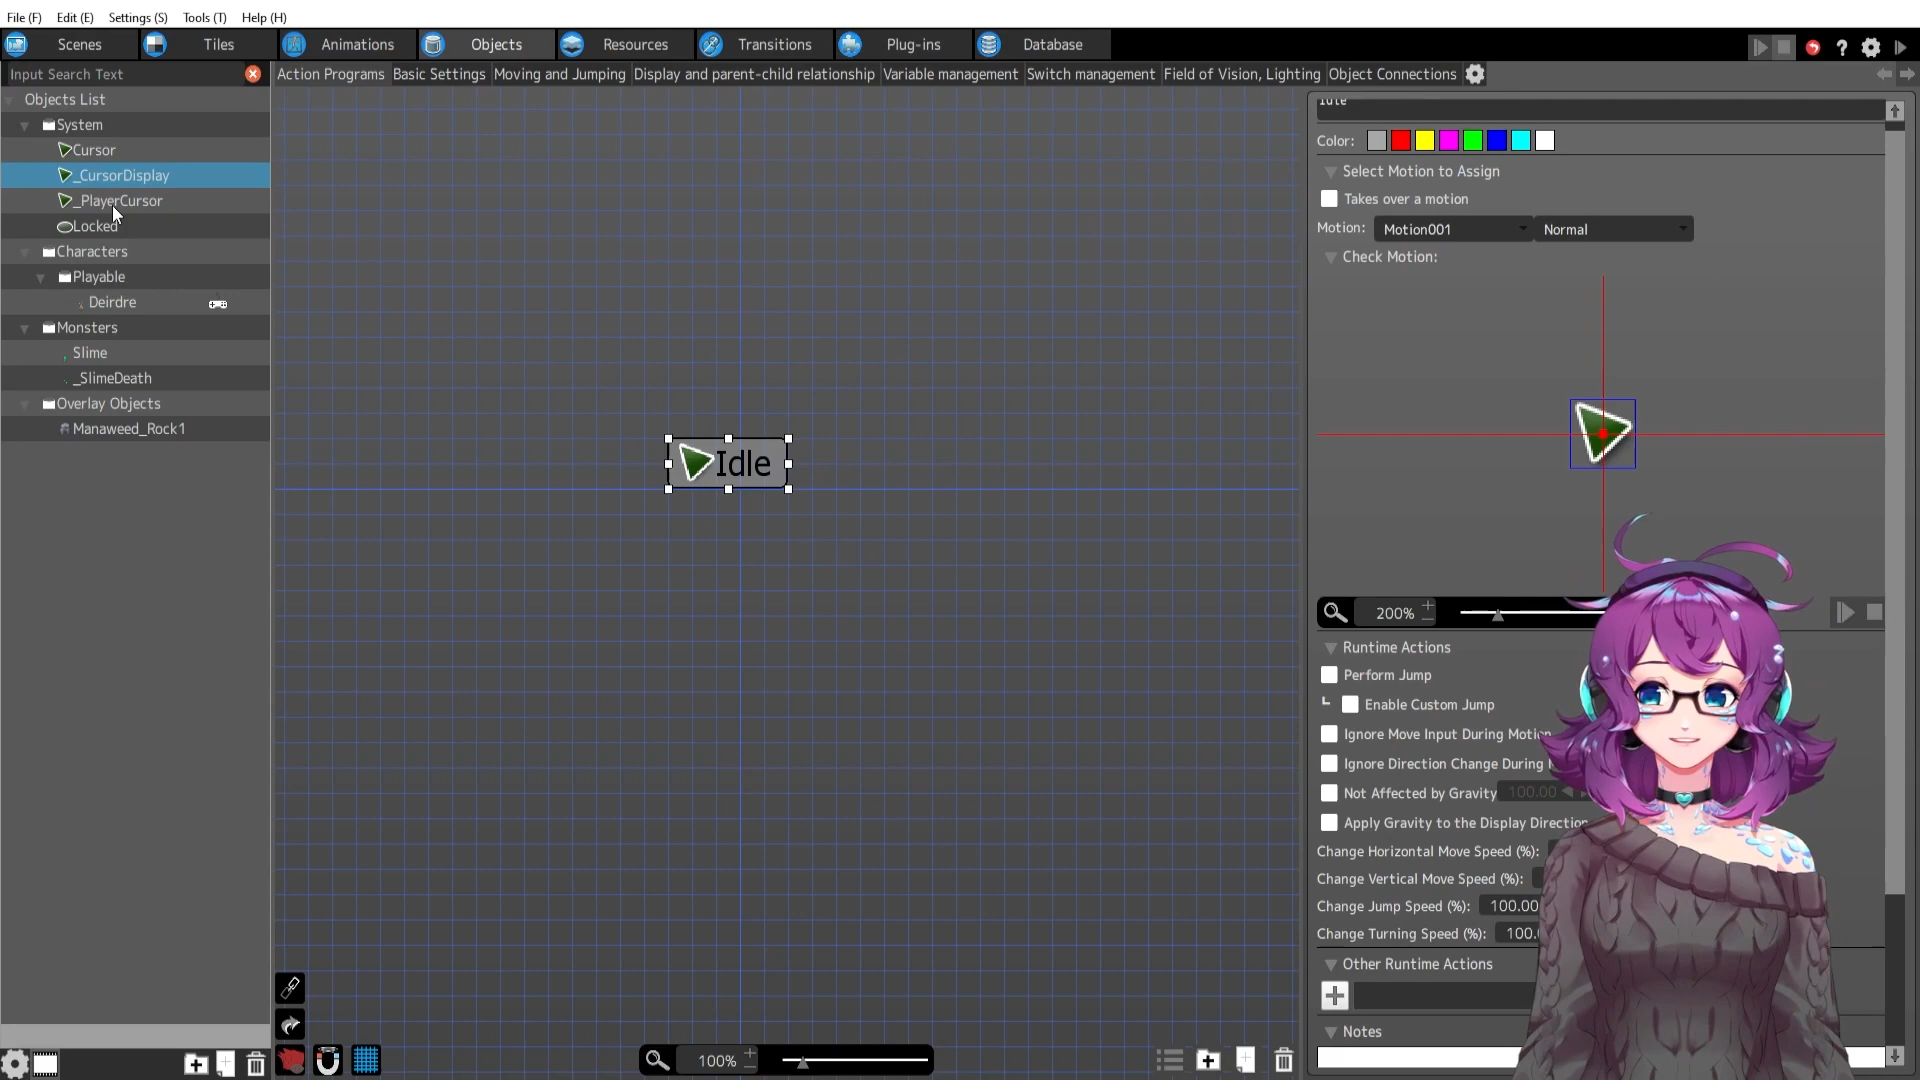 File (F) Edit (E) Settings (S) Tools (T) Help (H)
Scenes Tiles Animations Objects Resources Transitions Plug-ins Database
Input Search Text
Action Programs Basic Settings Moving and Jumping Display and parent-child relationship Variable management Switch management Field of Vision, Lighting Object Connections
Objects List
System
Cursor
_CursorDisplay
_PlayerCursor
Locked
Characters
Playable
Deirdre
Monsters
Slime
_SlimeDeath
Overlay Objects
Manaweed_Rock1
Idle
100%
Idle
Color:
Select Motion to Assign
Takes over a motion
Motion: Motion001 Normal
Check Motion:
200%
Runtime Actions
Perform Jump
Enable Custom Jump
Ignore Move Input During Motion
Ignore Direction Change During
Not Affected by Gravity 100.00
Apply Gravity to the Display Direction
Change Horizontal Move Speed (%):
Change Vertical Move Speed (%):
Change Jump Speed (%): 100.00
Change Turning Speed (%): 100.
Other Runtime Actions
Notes